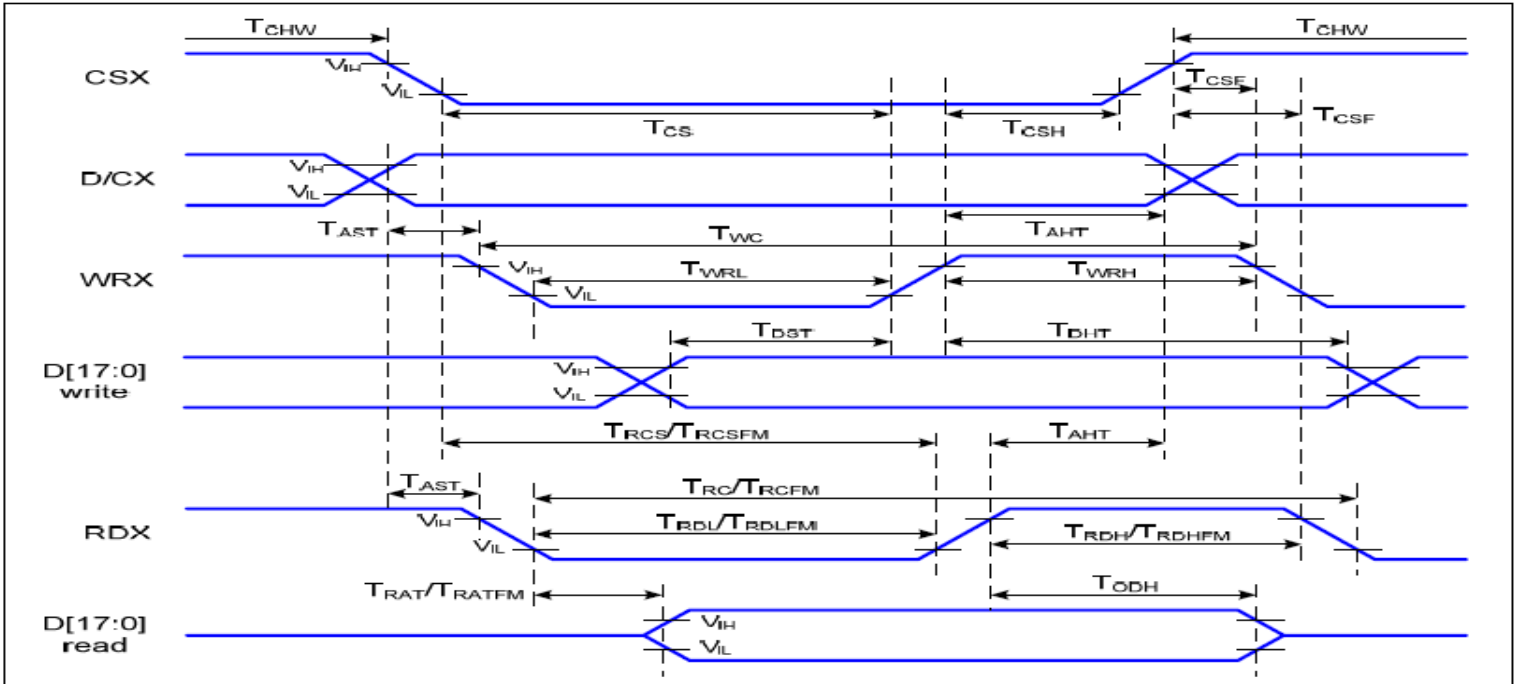 TCHW TCHW
CSX VIH TCSF
VIL TCSF
TCS TCSH
D/CX VIH
VIL
TAST TWC TAHT
WRX VIH TWRL TWRH
VIL
TDST TDHT
D[17:0] VIH
write VIL
TRCS/TRCSFM TAHT
TAST TRC/TRCFM
RDX VIH TRDL/TRDLFM TRDH/TRDHFM
VIL
TRAT/TRATFM TODH
D[17:0] VIH
read VIL